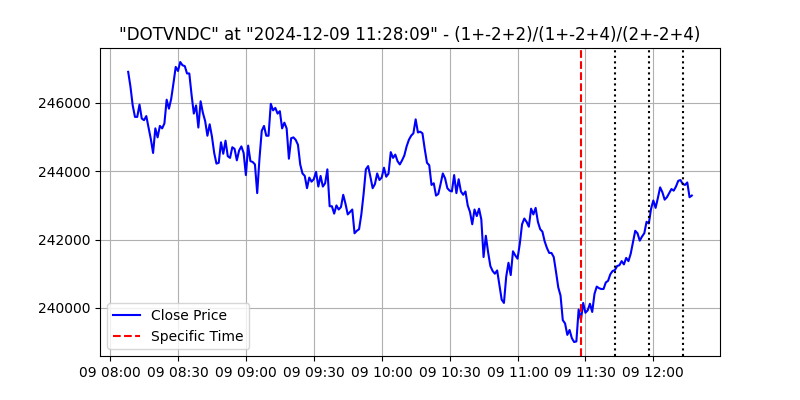 "DOTVNDC" at "2024-12-09 11:28:09" - (1+-2+2)/(1+-2+4)/(2+-2+4)
246000
244000
242000
240000
Close Price
Specific Time
09 08:00 09 08:30 09 09:00 09 09:30 09 10:00 09 10:30 09 11:00 09 11:30 09 12:00